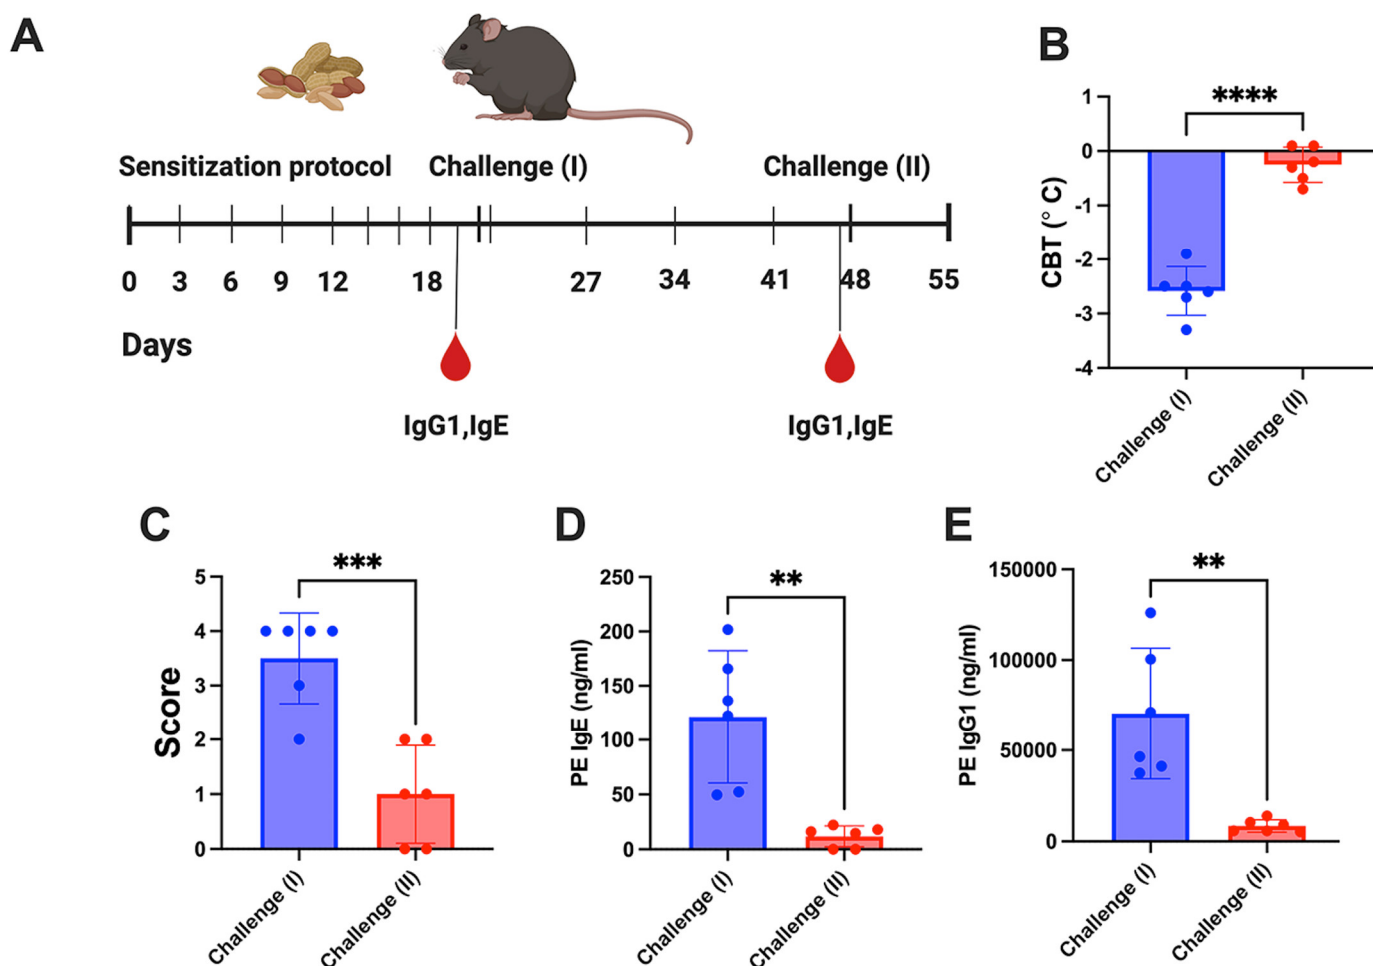 A
Sensitization protocol
Challenge (I)
Challenge (II)
0 3 6 9 12 18 27 34 41 48 55
Days
IgG1,IgE
IgG1,IgE
B
****
1
0
-1
-2
-3
-4
CBT (° C)
Challenge (I)
Challenge (II)
C
***
5
4
3
2
1
0
Score
Challenge (I)
Challenge (II)
D
**
250
200
150
100
50
0
PE IgE (ng/ml)
Challenge (I)
Challenge (II)
E
**
150000
100000
50000
0
PE IgG1 (ng/ml)
Challenge (I)
Challenge (II)